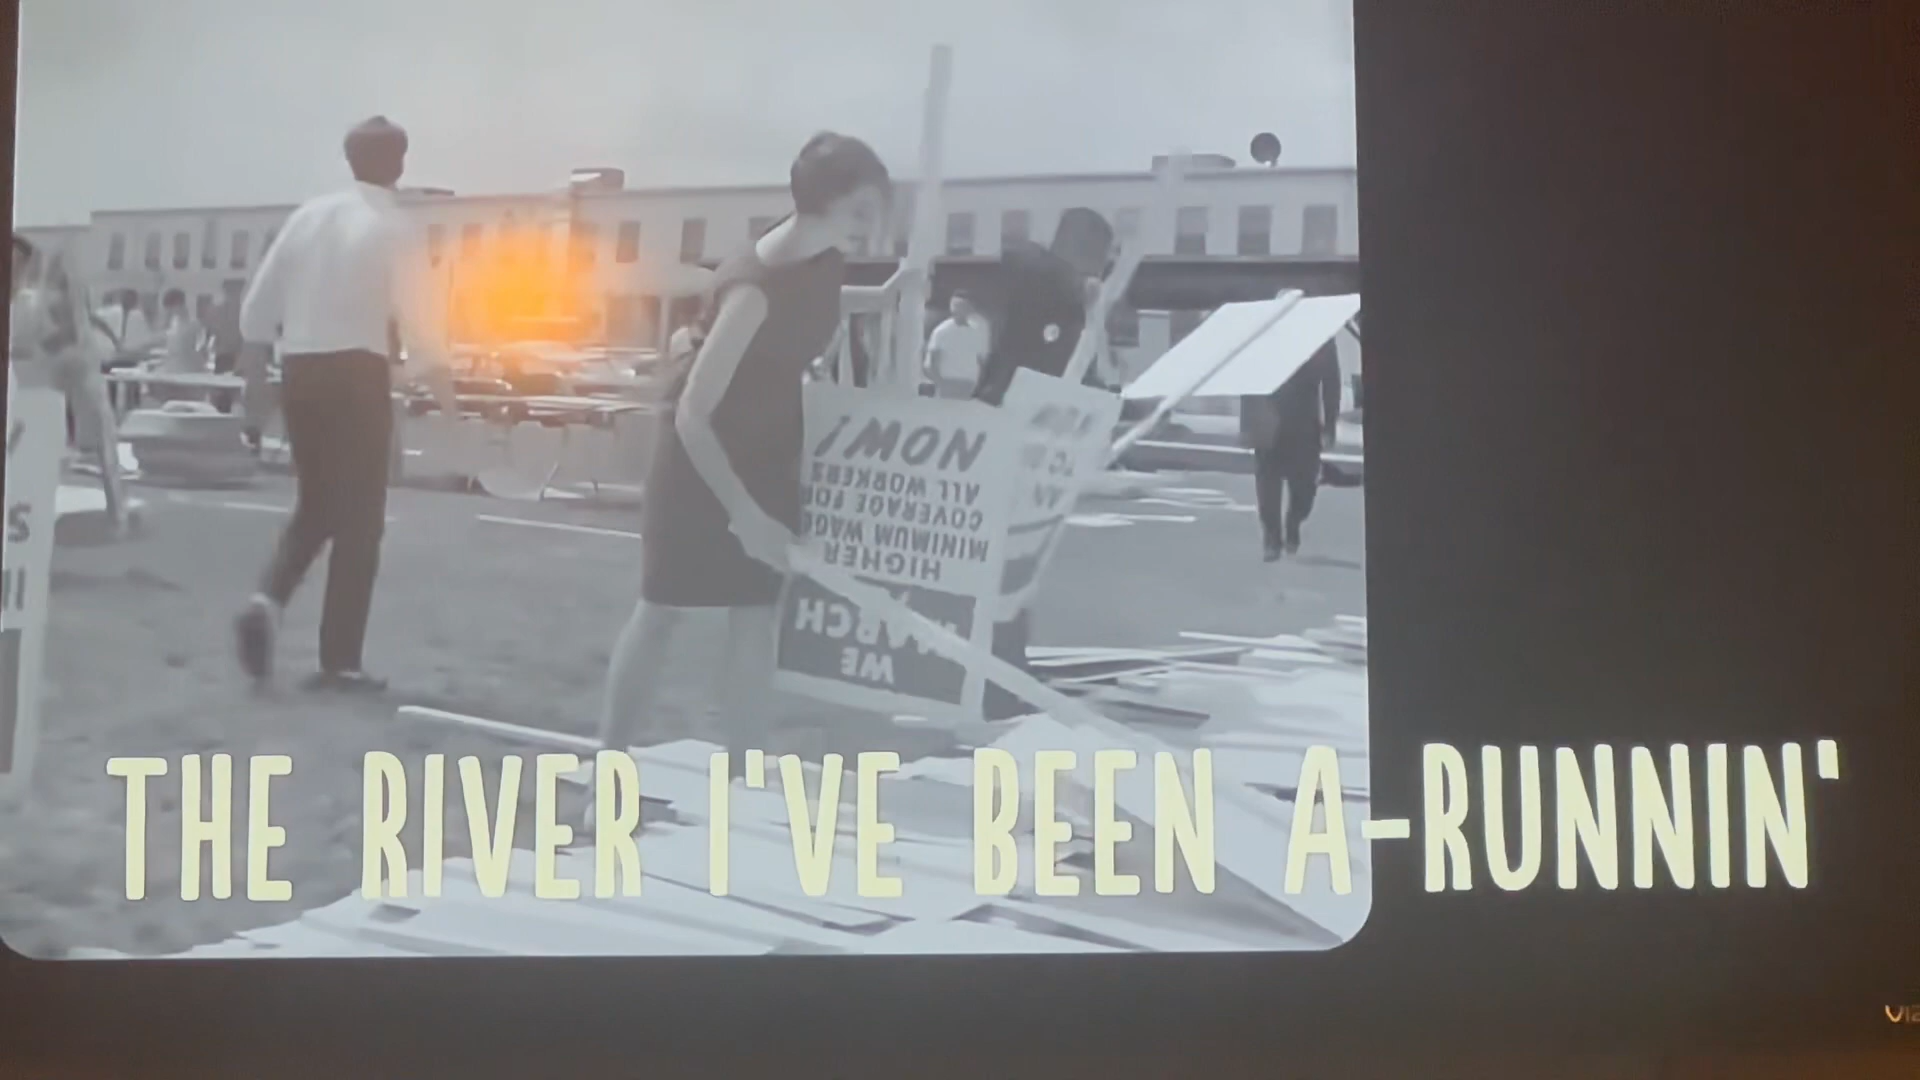 WE
MARCH
HIGHER
MINIMUM WAGE
COVERAGE FOR
ALL WORKERS
NOW!
THE RIVER I'VE BEEN A-RUNNIN'